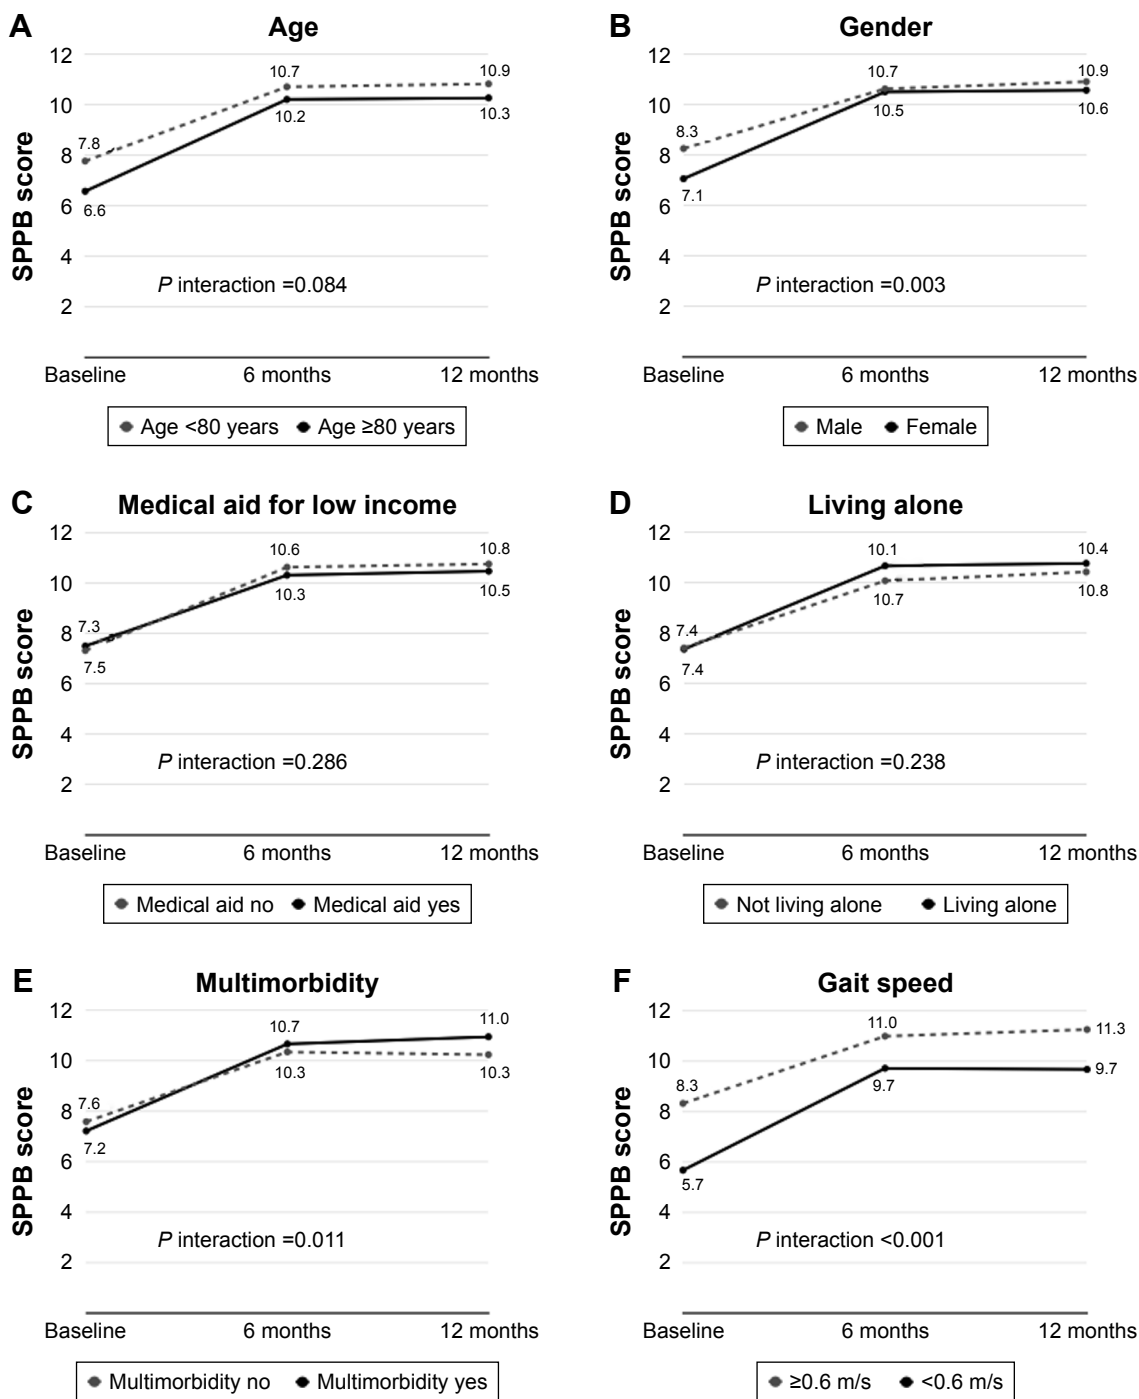 A Age
12
10
8
6
4
2
SPPB score
7.8
6.6
10.7
10.2
10.9
10.3
P interaction =0.084
Baseline 6 months 12 months
Age <80 years Age ≥80 years
B Gender
12
10
8
6
4
2
SPPB score
8.3
7.1
10.7
10.5
10.9
10.6
P interaction =0.003
Baseline 6 months 12 months
Male Female
C Medical aid for low income
12
10
8
6
4
2
SPPB score
7.3
7.5
10.6
10.3
10.8
10.5
P interaction =0.286
Baseline 6 months 12 months
Medical aid no Medical aid yes
D Living alone
12
10
8
6
4
2
SPPB score
7.4
7.4
10.1
10.7
10.4
10.8
P interaction =0.238
Baseline 6 months 12 months
Not living alone Living alone
E Multimorbidity
12
10
8
6
4
2
SPPB score
7.6
7.2
10.7
10.3
11.0
10.3
P interaction =0.011
Baseline 6 months 12 months
Multimorbidity no Multimorbidity yes
F Gait speed
12
10
8
6
4
2
SPPB score
8.3
5.7
11.0
9.7
11.3
9.7
P interaction <0.001
Baseline 6 months 12 months
≥0.6 m/s <0.6 m/s